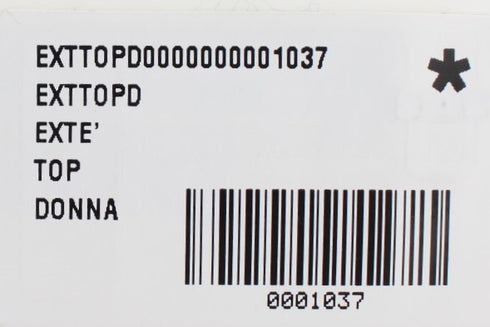 EXTTOPD0000000001037
*
EXTTOPD
EXTE'
TOP
DONNA
0001037